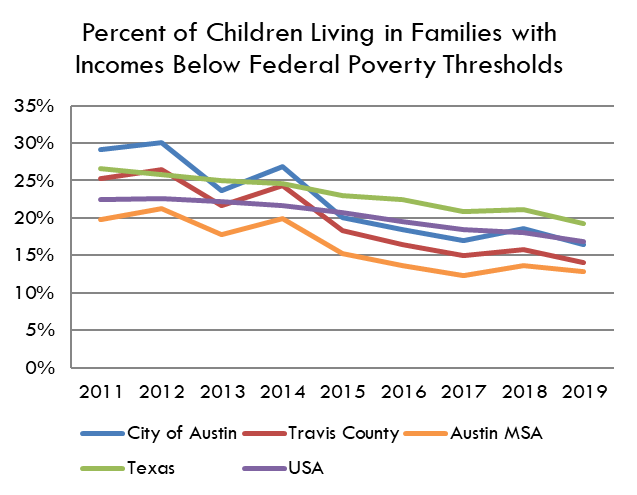 Percent of Children Living in Families with
Incomes Below Federal Poverty Thresholds
35%
30%
25%
20%
15%
10%
5%
0%
2011 2012 2013 2014 2015 2016 2017 2018 2019
City of Austin Travis County Austin MSA
Texas USA